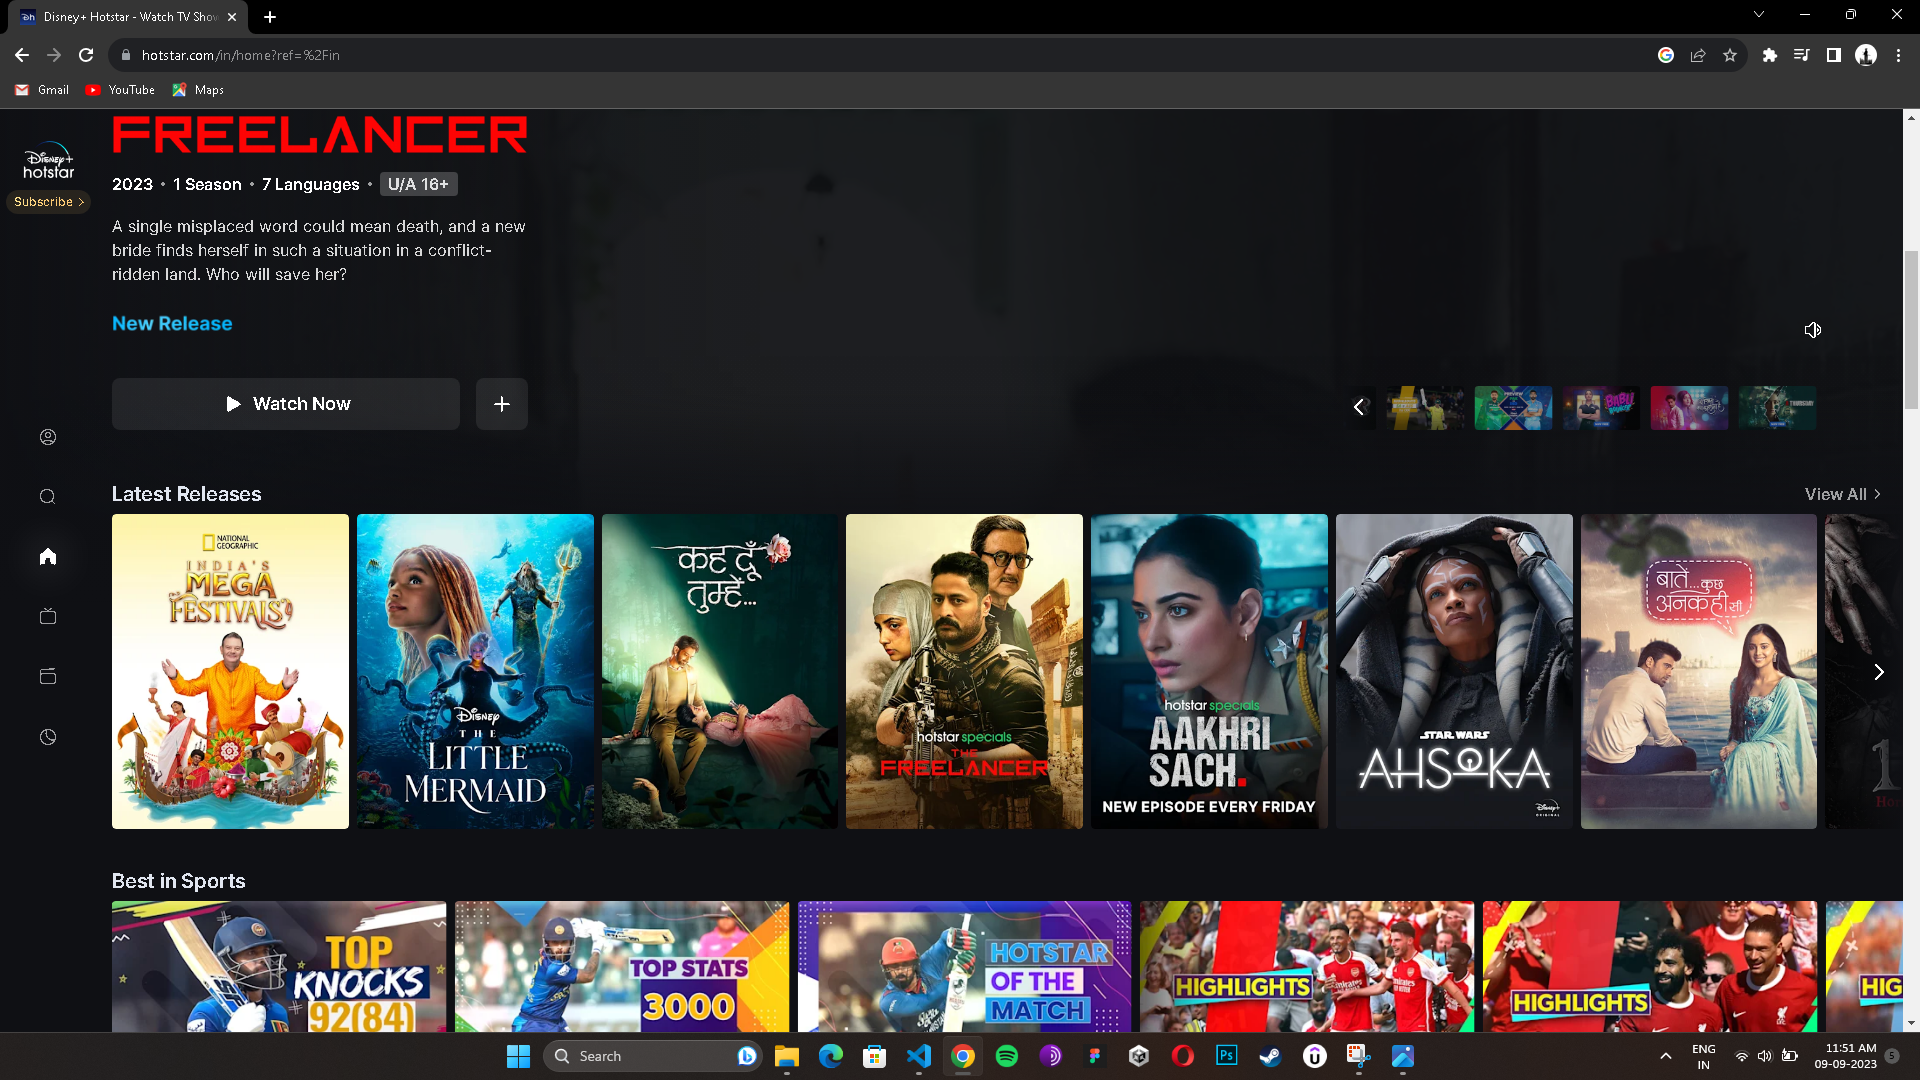 Disney+ Hotstar - Watch TV Show
hotstar.com/in/home?ref=%2Fin
Gmail
YouTube
Maps
Disney+
hotstar
Subscribe >
FREELANCER
2023 • 1 Season • 7 Languages • U/A 16+
A single misplaced word could mean death, and a new
bride finds herself in such a situation in a conflict-
ridden land. Who will save her?
New Release
Watch Now
Latest Releases
View All >
NATIONAL
GEOGRAPHIC
INDIA'S
MEGA
FESTIVALS
Disney
THE
LITTLE
MERMAID
कह दूँ
तुम्हें...
hotstar specials
THE
FREELANCER
hotstar specials
AAKHRI
SACH.
NEW EPISODE EVERY FRIDAY
STAR WARS
AHSOKA
Disney+
ORIGINAL
बातें...कुछ
अनकही सी
Best in Sports
TOP
KNOCKS
92(84)
TOP STATS
3000
HOTSTAR
OF THE
MATCH
HIGHLIGHTS
HIGHLIGHTS
HIG
Search
Ps
ENG
IN
11:51 AM
09-09-2023
5